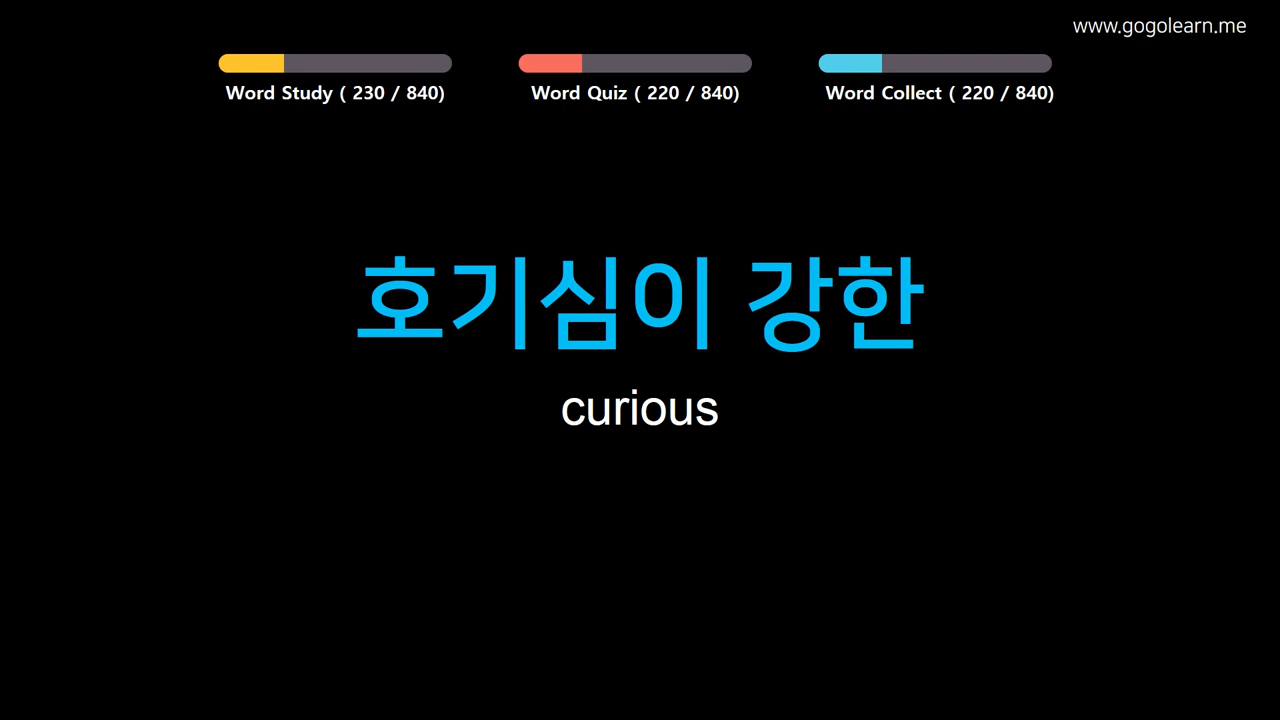 www.gogolearn.me
Word Study ( 230 / 840)
Word Quiz ( 220 / 840)
Word Collect ( 220 / 840)
호기심이 강한
curious